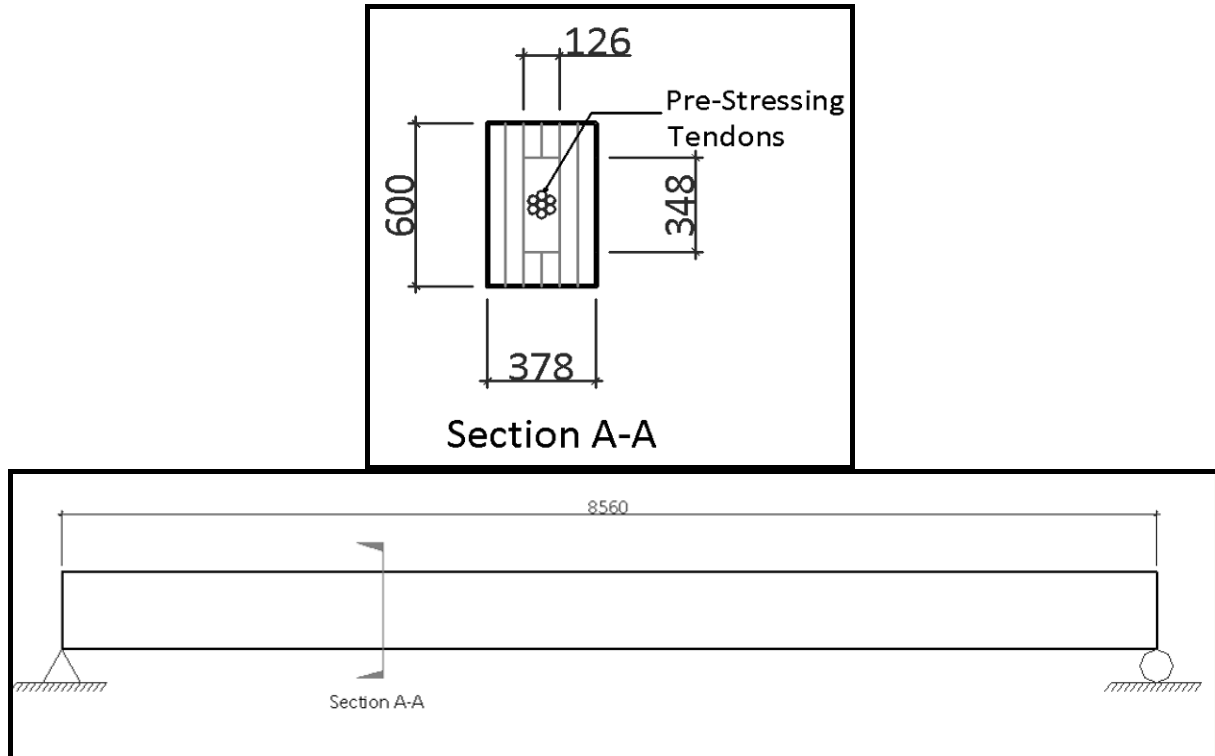 126
Pre-Stressing
Tendons
600
348
378
Section A-A
8560
Section A-A